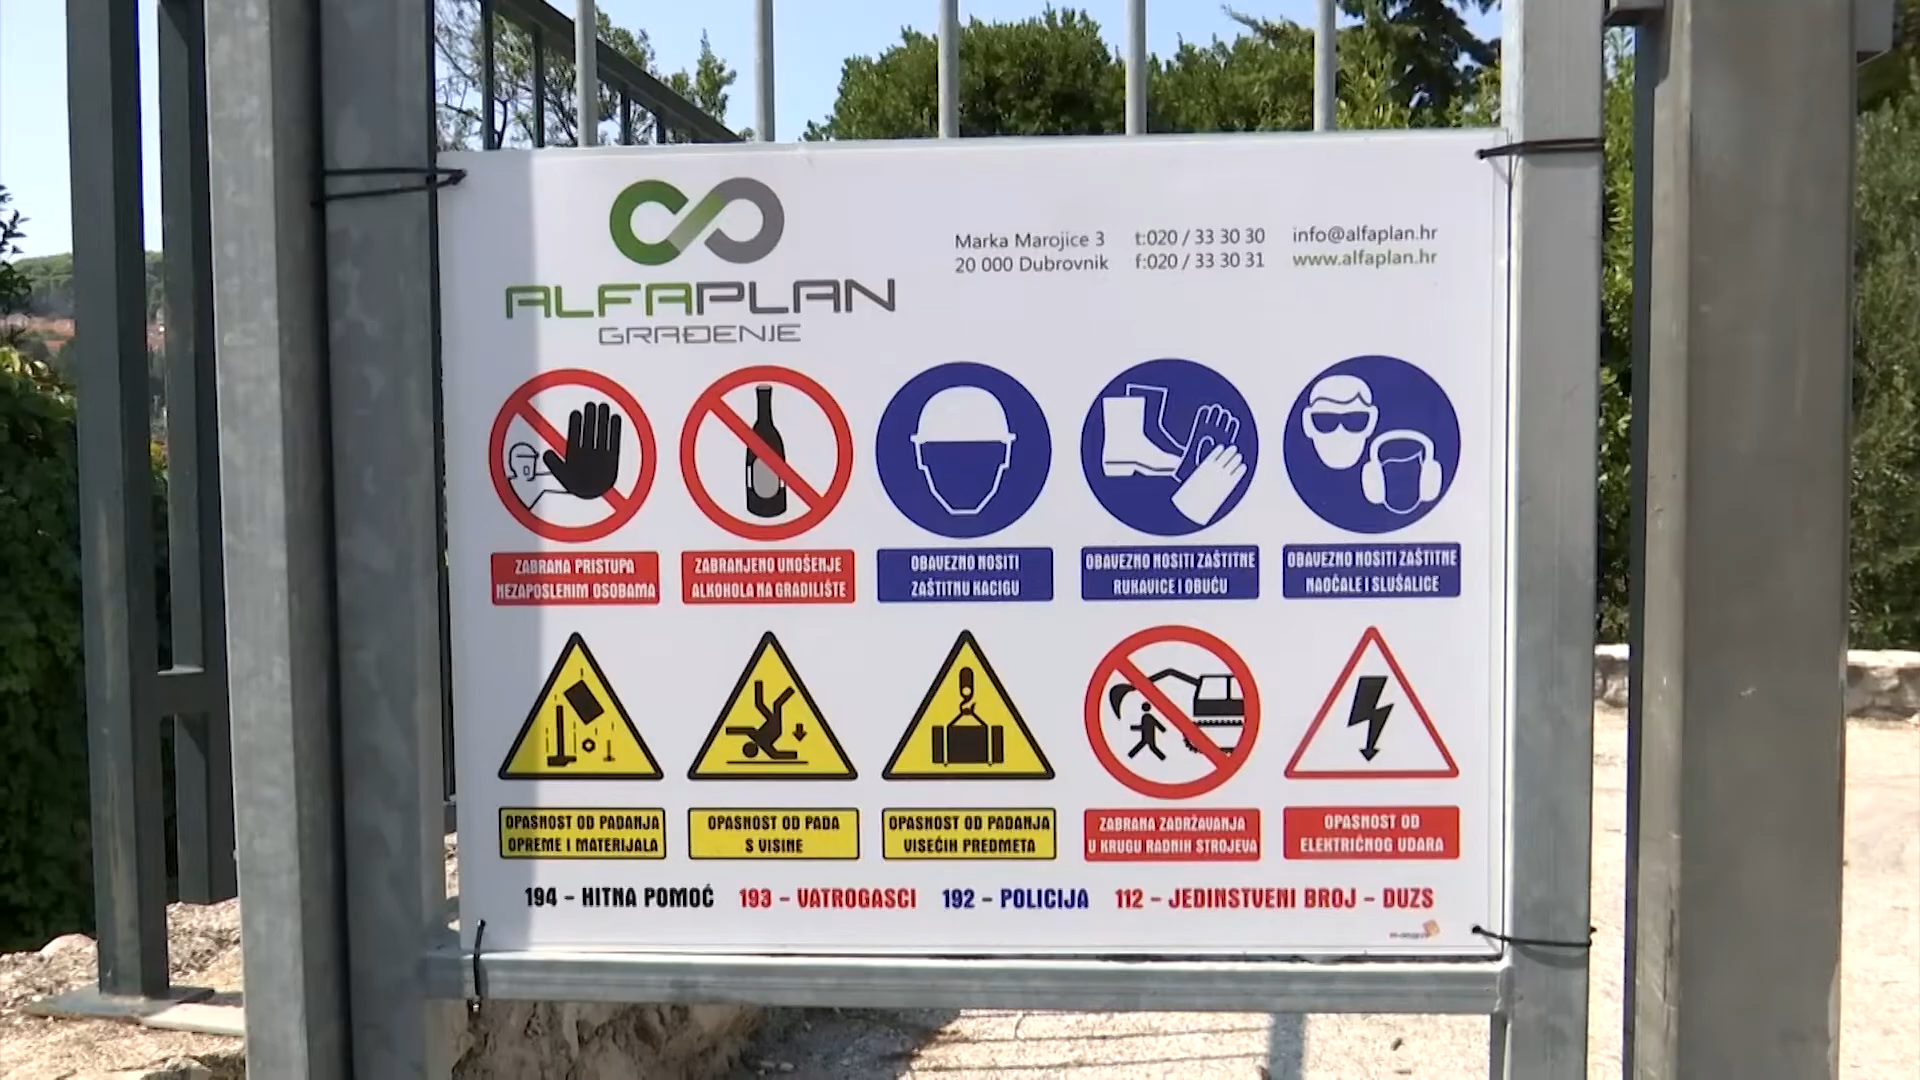 ALFAPLAN
GRAĐENJE
Marka Marojice 3
20 000 Dubrovnik
t:020 / 33 30 30
f:020 / 33 30 31
info@alfaplan.hr
www.alfaplan.hr
ZABRANA PRISTUPA
NEZAPOSLENIM OSOBAMA
ZABRANJENO UNOŠENJE
ALKOHOLA NA GRADILIŠTE
OBAVEZNO NOSITI
ZAŠTITNU KACIGU
OBAVEZNO NOSITI ZAŠTITNE
RUKAVICE I OBUĆU
OBAVEZNO NOSITI ZAŠTITNE
NAOČALE I SLUŠALICE
OPASNOST OD PADANJA
OPREME I MATERIJALA
OPASNOST OD PADA
S VISINE
OPASNOST OD PADANJA
VISEĆIH PREDMETA
ZABRANA ZADRŽAVANJA
U KRUGU RADNIH STROJEVA
OPASNOST OD
ELEKTRIČNOG UDARA
194 - HITNA POMOĆ 193 - VATROGASCI 192 - POLICIJA 112 - JEDINSTVENI BROJ - DUZS